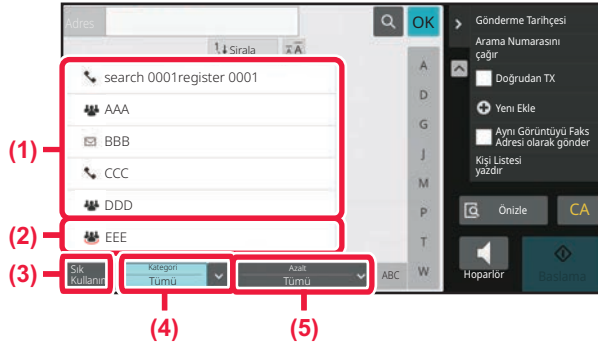 Adres
OK
Sırala
search 0001register 0001
AAA
BBB
CCC
DDD
EEE
Sık
Kullanın
Kategori
Tümü
Azalt
Tümü
ABC
A
D
G
J
M
P
T
W
Gönderme Tarihçesi
Arama Numarasını
çağır
Doğrudan TX
Yeni Ekle
Aynı Görüntüyü Faks
Adresi olarak gönder
Kişi Listesi
yazdır
Önizle
CA
Hoparlör
Başlama
(1)
(2)
(3)
(4)
(5)